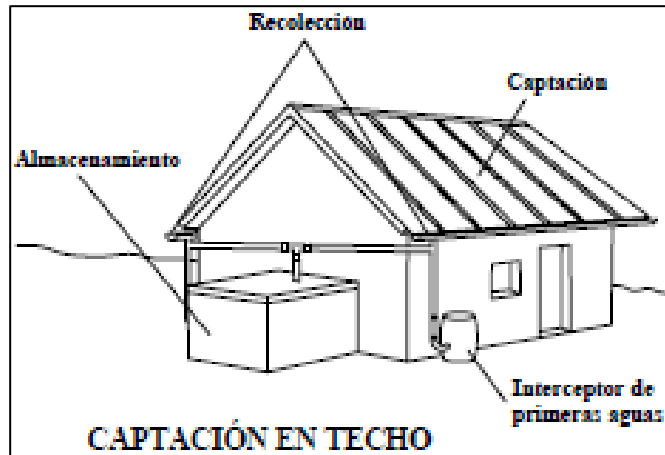 Recolección
Captación
Almacenamiento
Interceptor de
primeras aguas
CAPTACIÓN EN TECHO